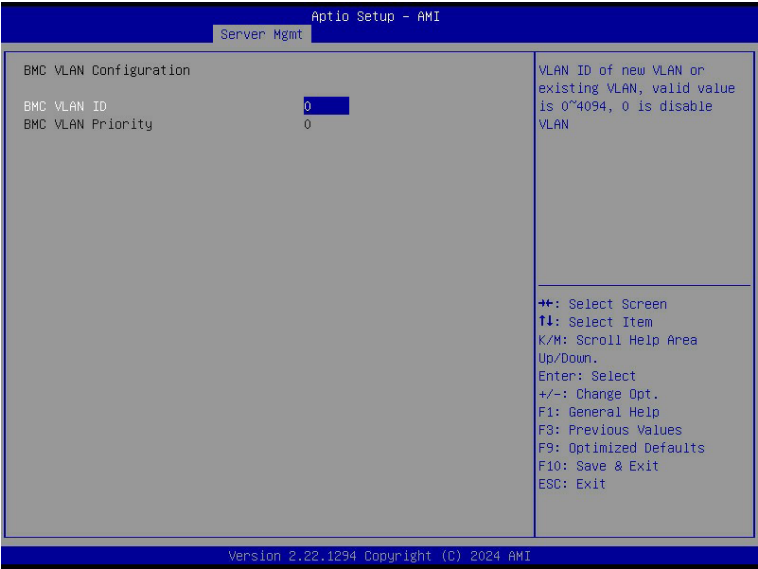 Aptio Setup - AMI
Server Mgmt
BMC VLAN Configuration
BMC VLAN ID 0
BMC VLAN Priority 0
VLAN ID of new VLAN or
existing VLAN, valid value
is 0~4094, 0 is disable
VLAN
→←: Select Screen
↑↓: Select Item
K/M: Scroll Help Area
Up/Down.
Enter: Select
+/-: Change Opt.
F1: General Help
F3: Previous Values
F9: Optimized Defaults
F10: Save & Exit
ESC: Exit
Version 2.22.1294 Copyright (C) 2024 AMI